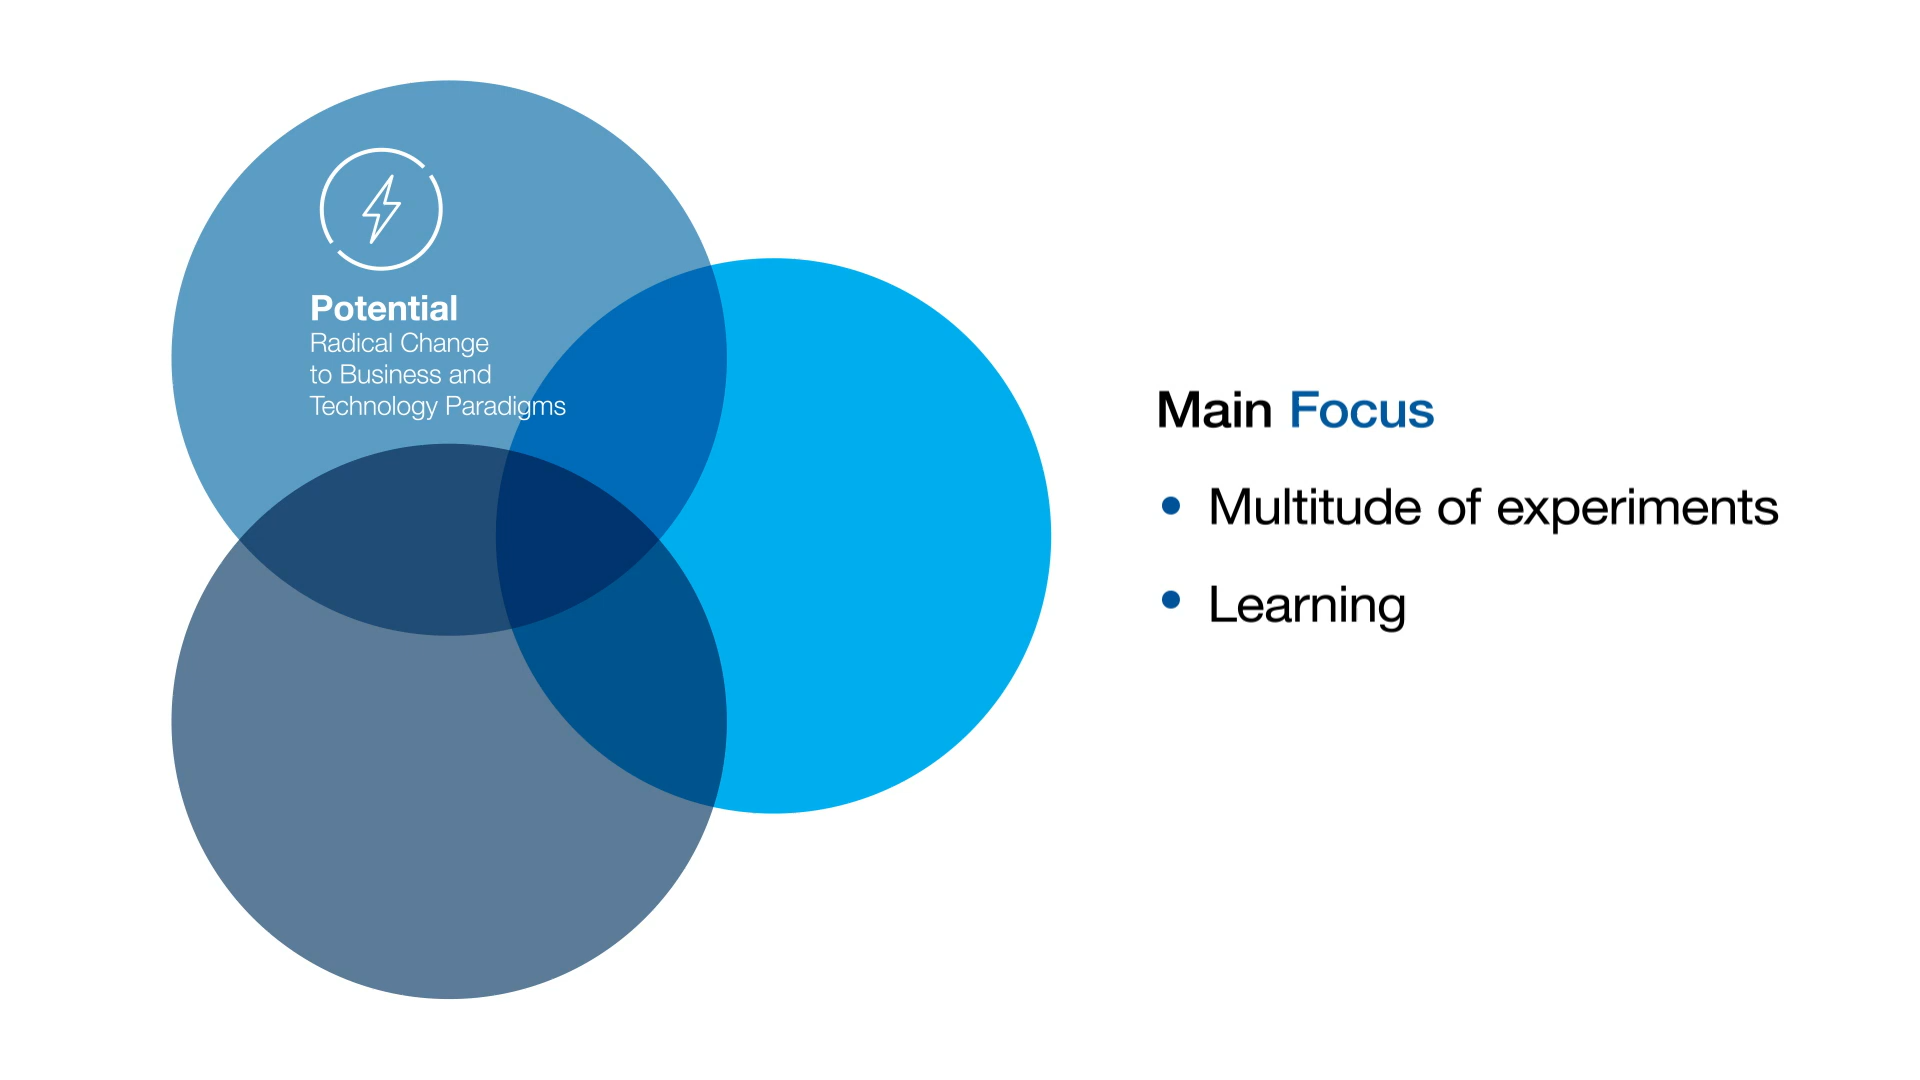 Potential
Radical Change
to Business and
Technology Paradigms
Main Focus
Multitude of experiments
Learning